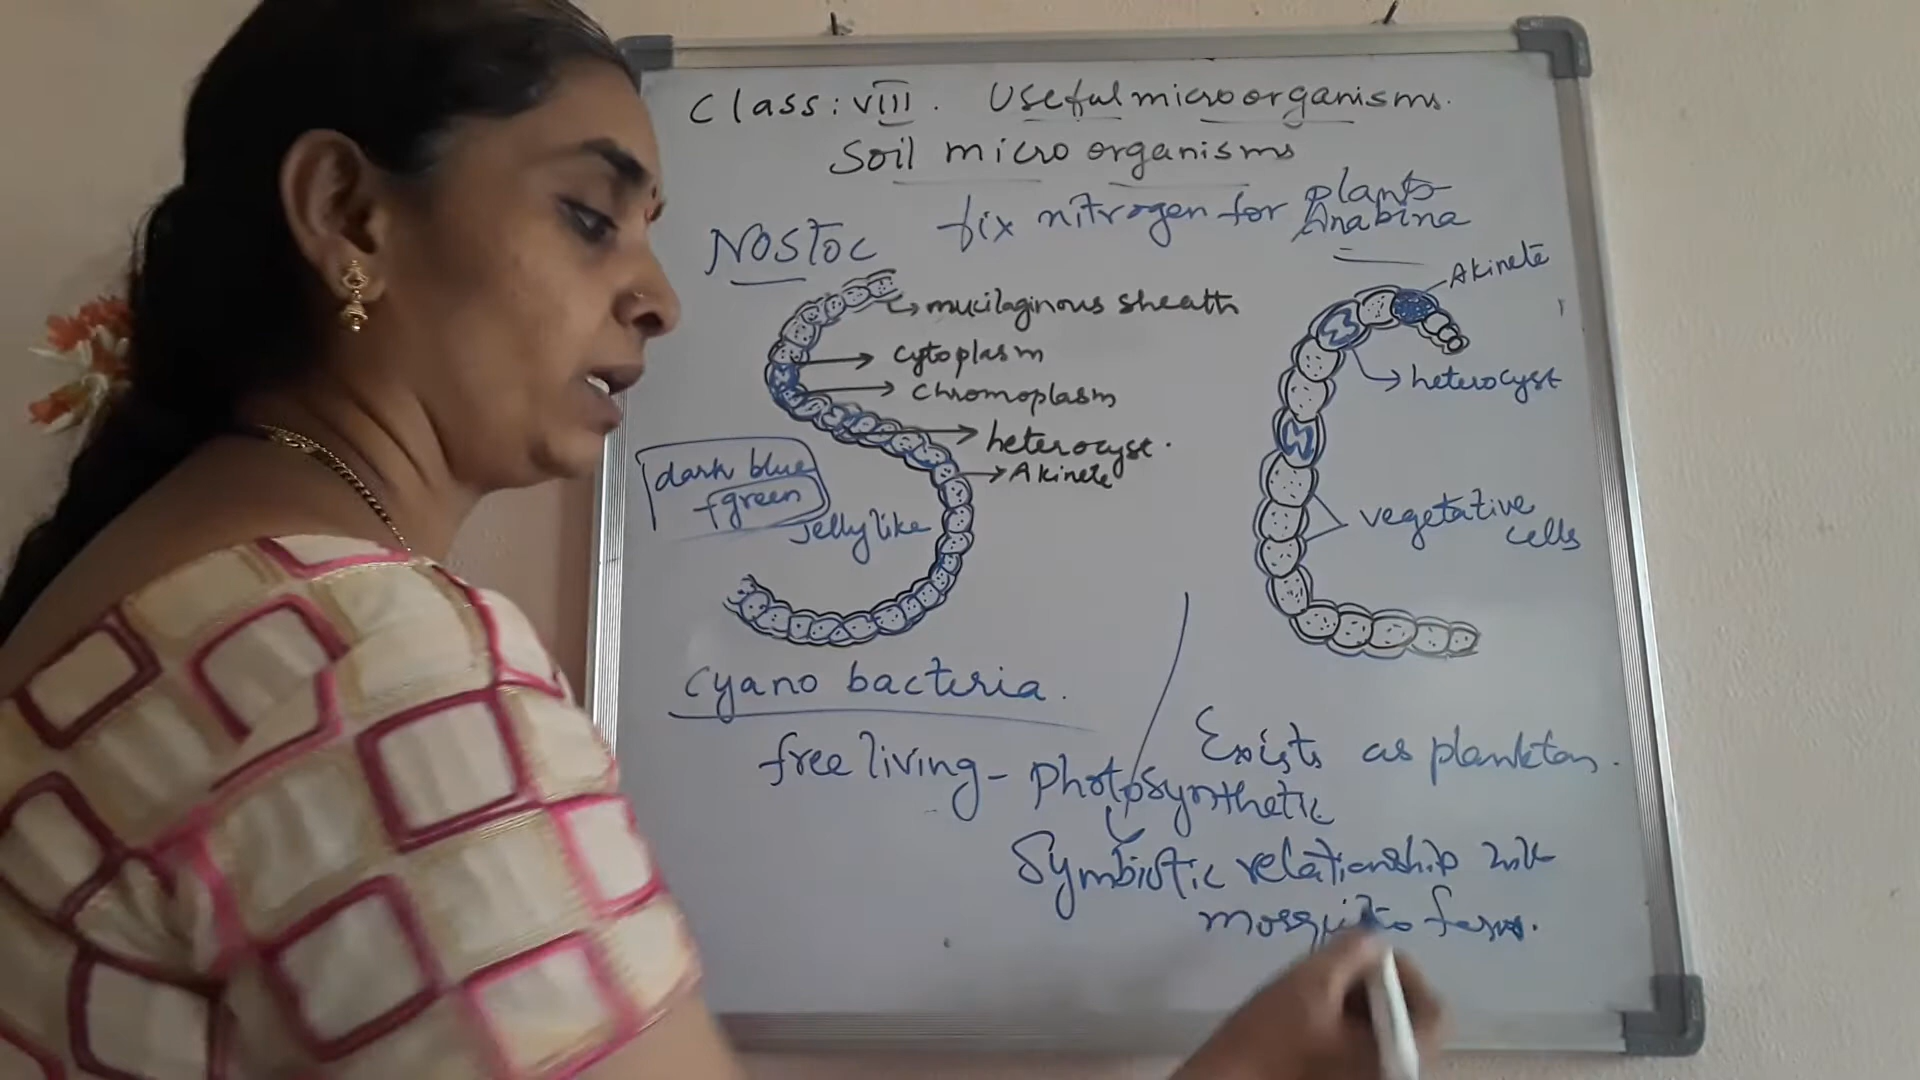 Class: VIII. Useful microorganisms.
Soil micro organisms
fix nitrogen for plants
NOSTOC
Anabina
Akinete
mucilaginous sheath
cytoplasm
chromoplasm
heterocyst.
Akinete
heterocyst
dark blue
green
Jelly like
vegetative
cells
cyano bacteria.
Exists as plankton.
free living - photosynthetic
Symbiotic relationship with
mosquito fern.